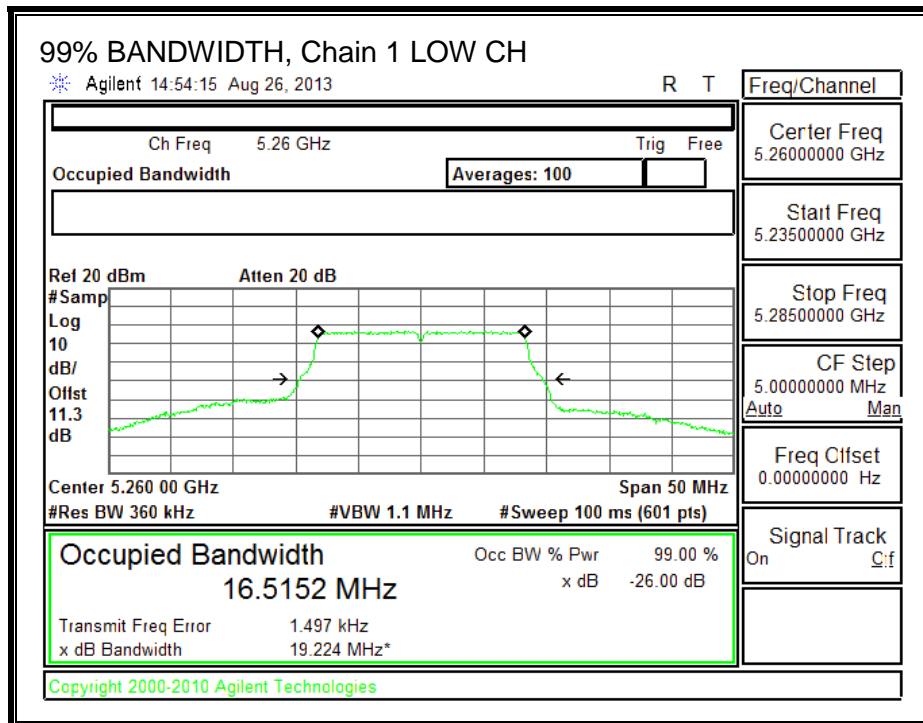 99% BANDWIDTH, Chain 1 LOW CH
Agilent 14:54:15 Aug 26, 2013 R T
Freq/Channel
Ch Freq 5.26 GHz Trig Free
Occupied Bandwidth Averages: 100
Center Freq
5.26000000 GHz
Start Freq
5.23500000 GHz
Stop Freq
5.28500000 GHz
CF Step
5.00000000 MHz
Auto Man
Freq Offset
0.00000000 Hz
Signal Track
On Off
Ref 20 dBm Atten 20 dB
#Samp
Log
10
dB/
Offst
11.3
dB
Center 5.260 00 GHz Span 50 MHz
#Res BW 360 kHz #VBW 1.1 MHz #Sweep 100 ms (601 pts)
Occupied Bandwidth Occ BW % Pwr 99.00 %
16.5152 MHz x dB -26.00 dB
Transmit Freq Error 1.497 kHz
x dB Bandwidth 19.224 MHz*
Copyright 2000-2010 Agilent Technologies